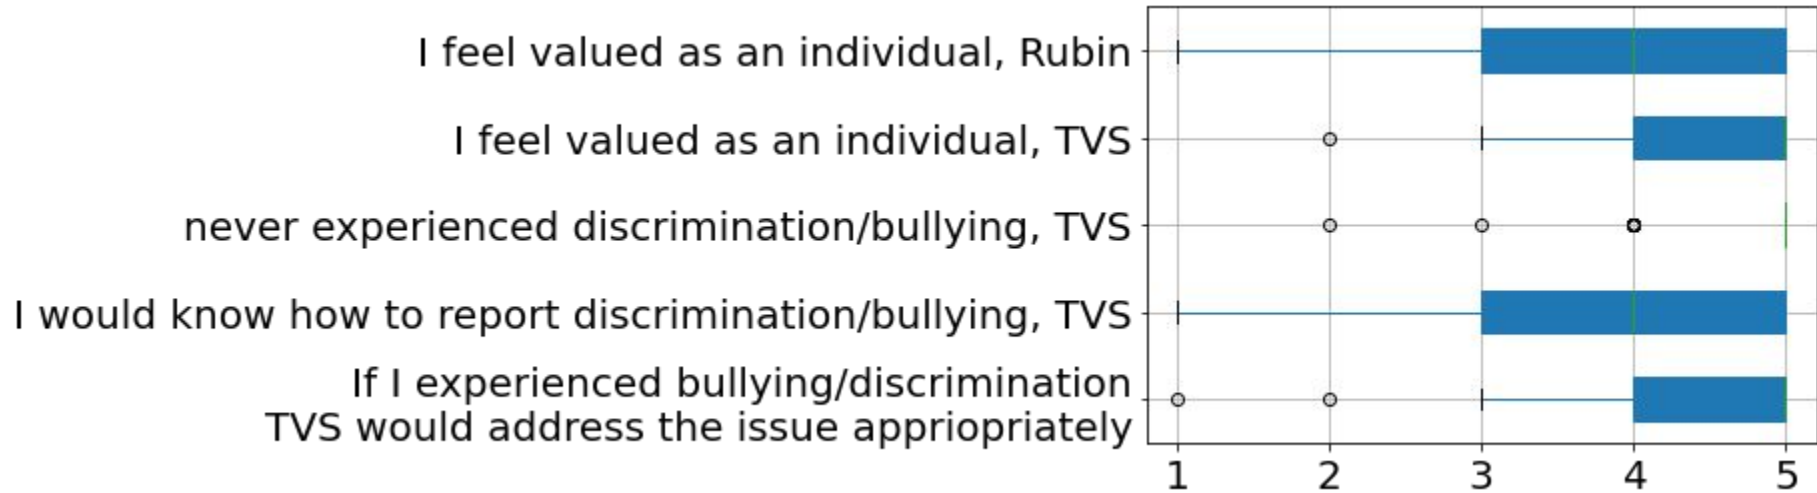 I feel valued as an individual, Rubin
I feel valued as an individual, TVS
never experienced discrimination/bullying, TVS
I would know how to report discrimination/bullying, TVS
If I experienced bullying/discrimination
TVS would address the issue appriopriately
1 2 3 4 5